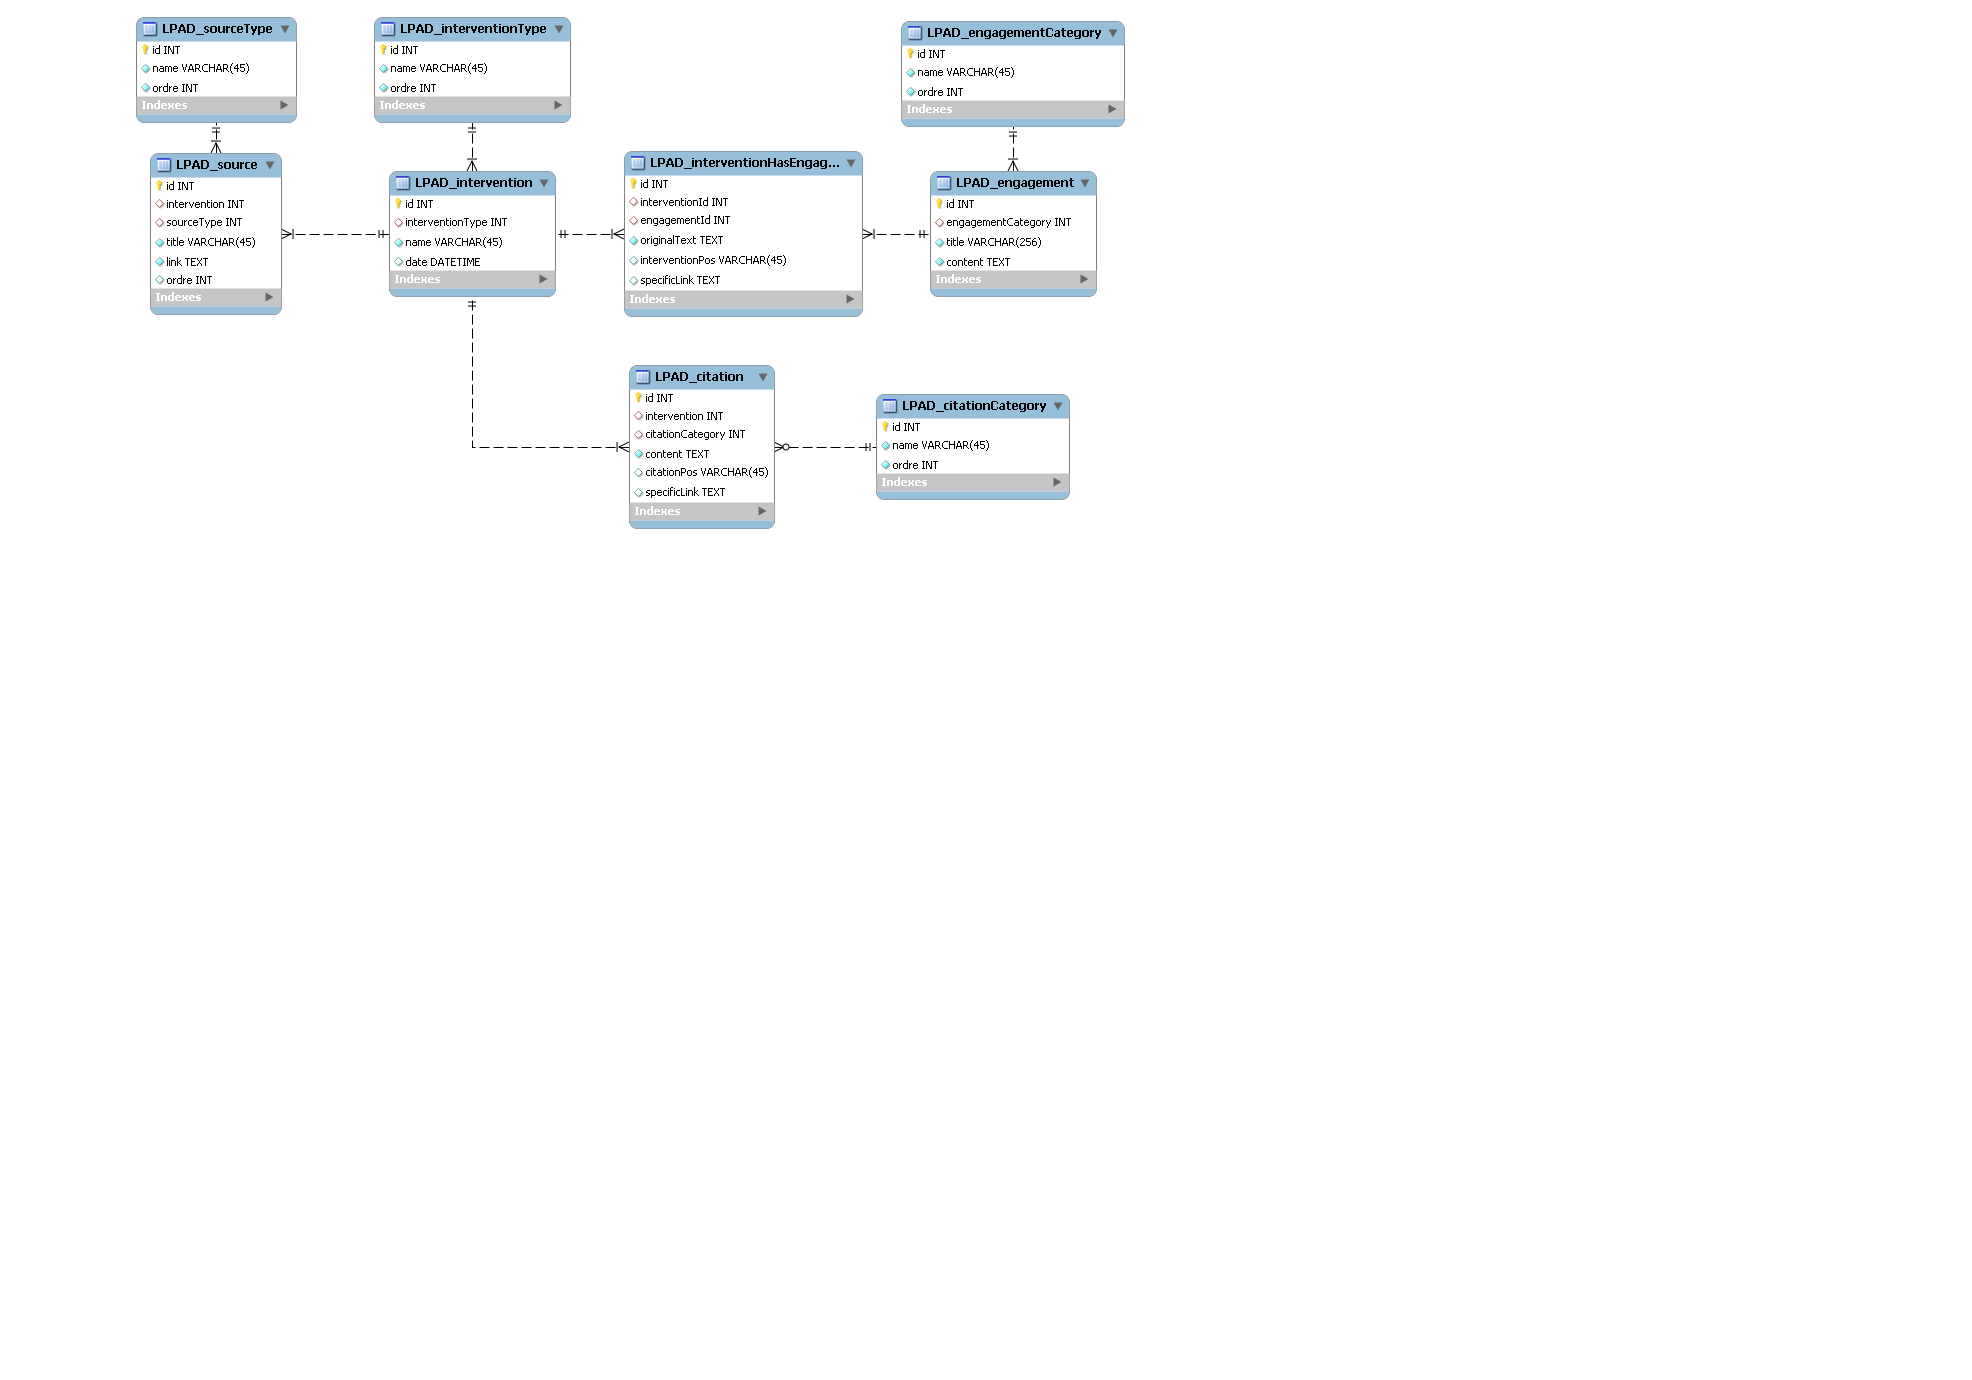 LPAD_sourceType
id INT
name VARCHAR(45)
ordre INT
Indexes
LPAD_interventionType
id INT
name VARCHAR(45)
ordre INT
Indexes
LPAD_engagementCategory
id INT
name VARCHAR(45)
ordre INT
Indexes
LPAD_source
id INT
intervention INT
sourceType INT
title VARCHAR(45)
link TEXT
ordre INT
Indexes
LPAD_intervention
id INT
interventionType INT
name VARCHAR(45)
date DATETIME
Indexes
LPAD_interventionHasEngag...
id INT
interventionId INT
engagementId INT
originalText TEXT
interventionPos VARCHAR(45)
specificLink TEXT
Indexes
LPAD_engagement
id INT
engagementCategory INT
title VARCHAR(256)
content TEXT
Indexes
LPAD_citation
id INT
intervention INT
citationCategory INT
content TEXT
citationPos VARCHAR(45)
specificLink TEXT
Indexes
LPAD_citationCategory
id INT
name VARCHAR(45)
ordre INT
Indexes